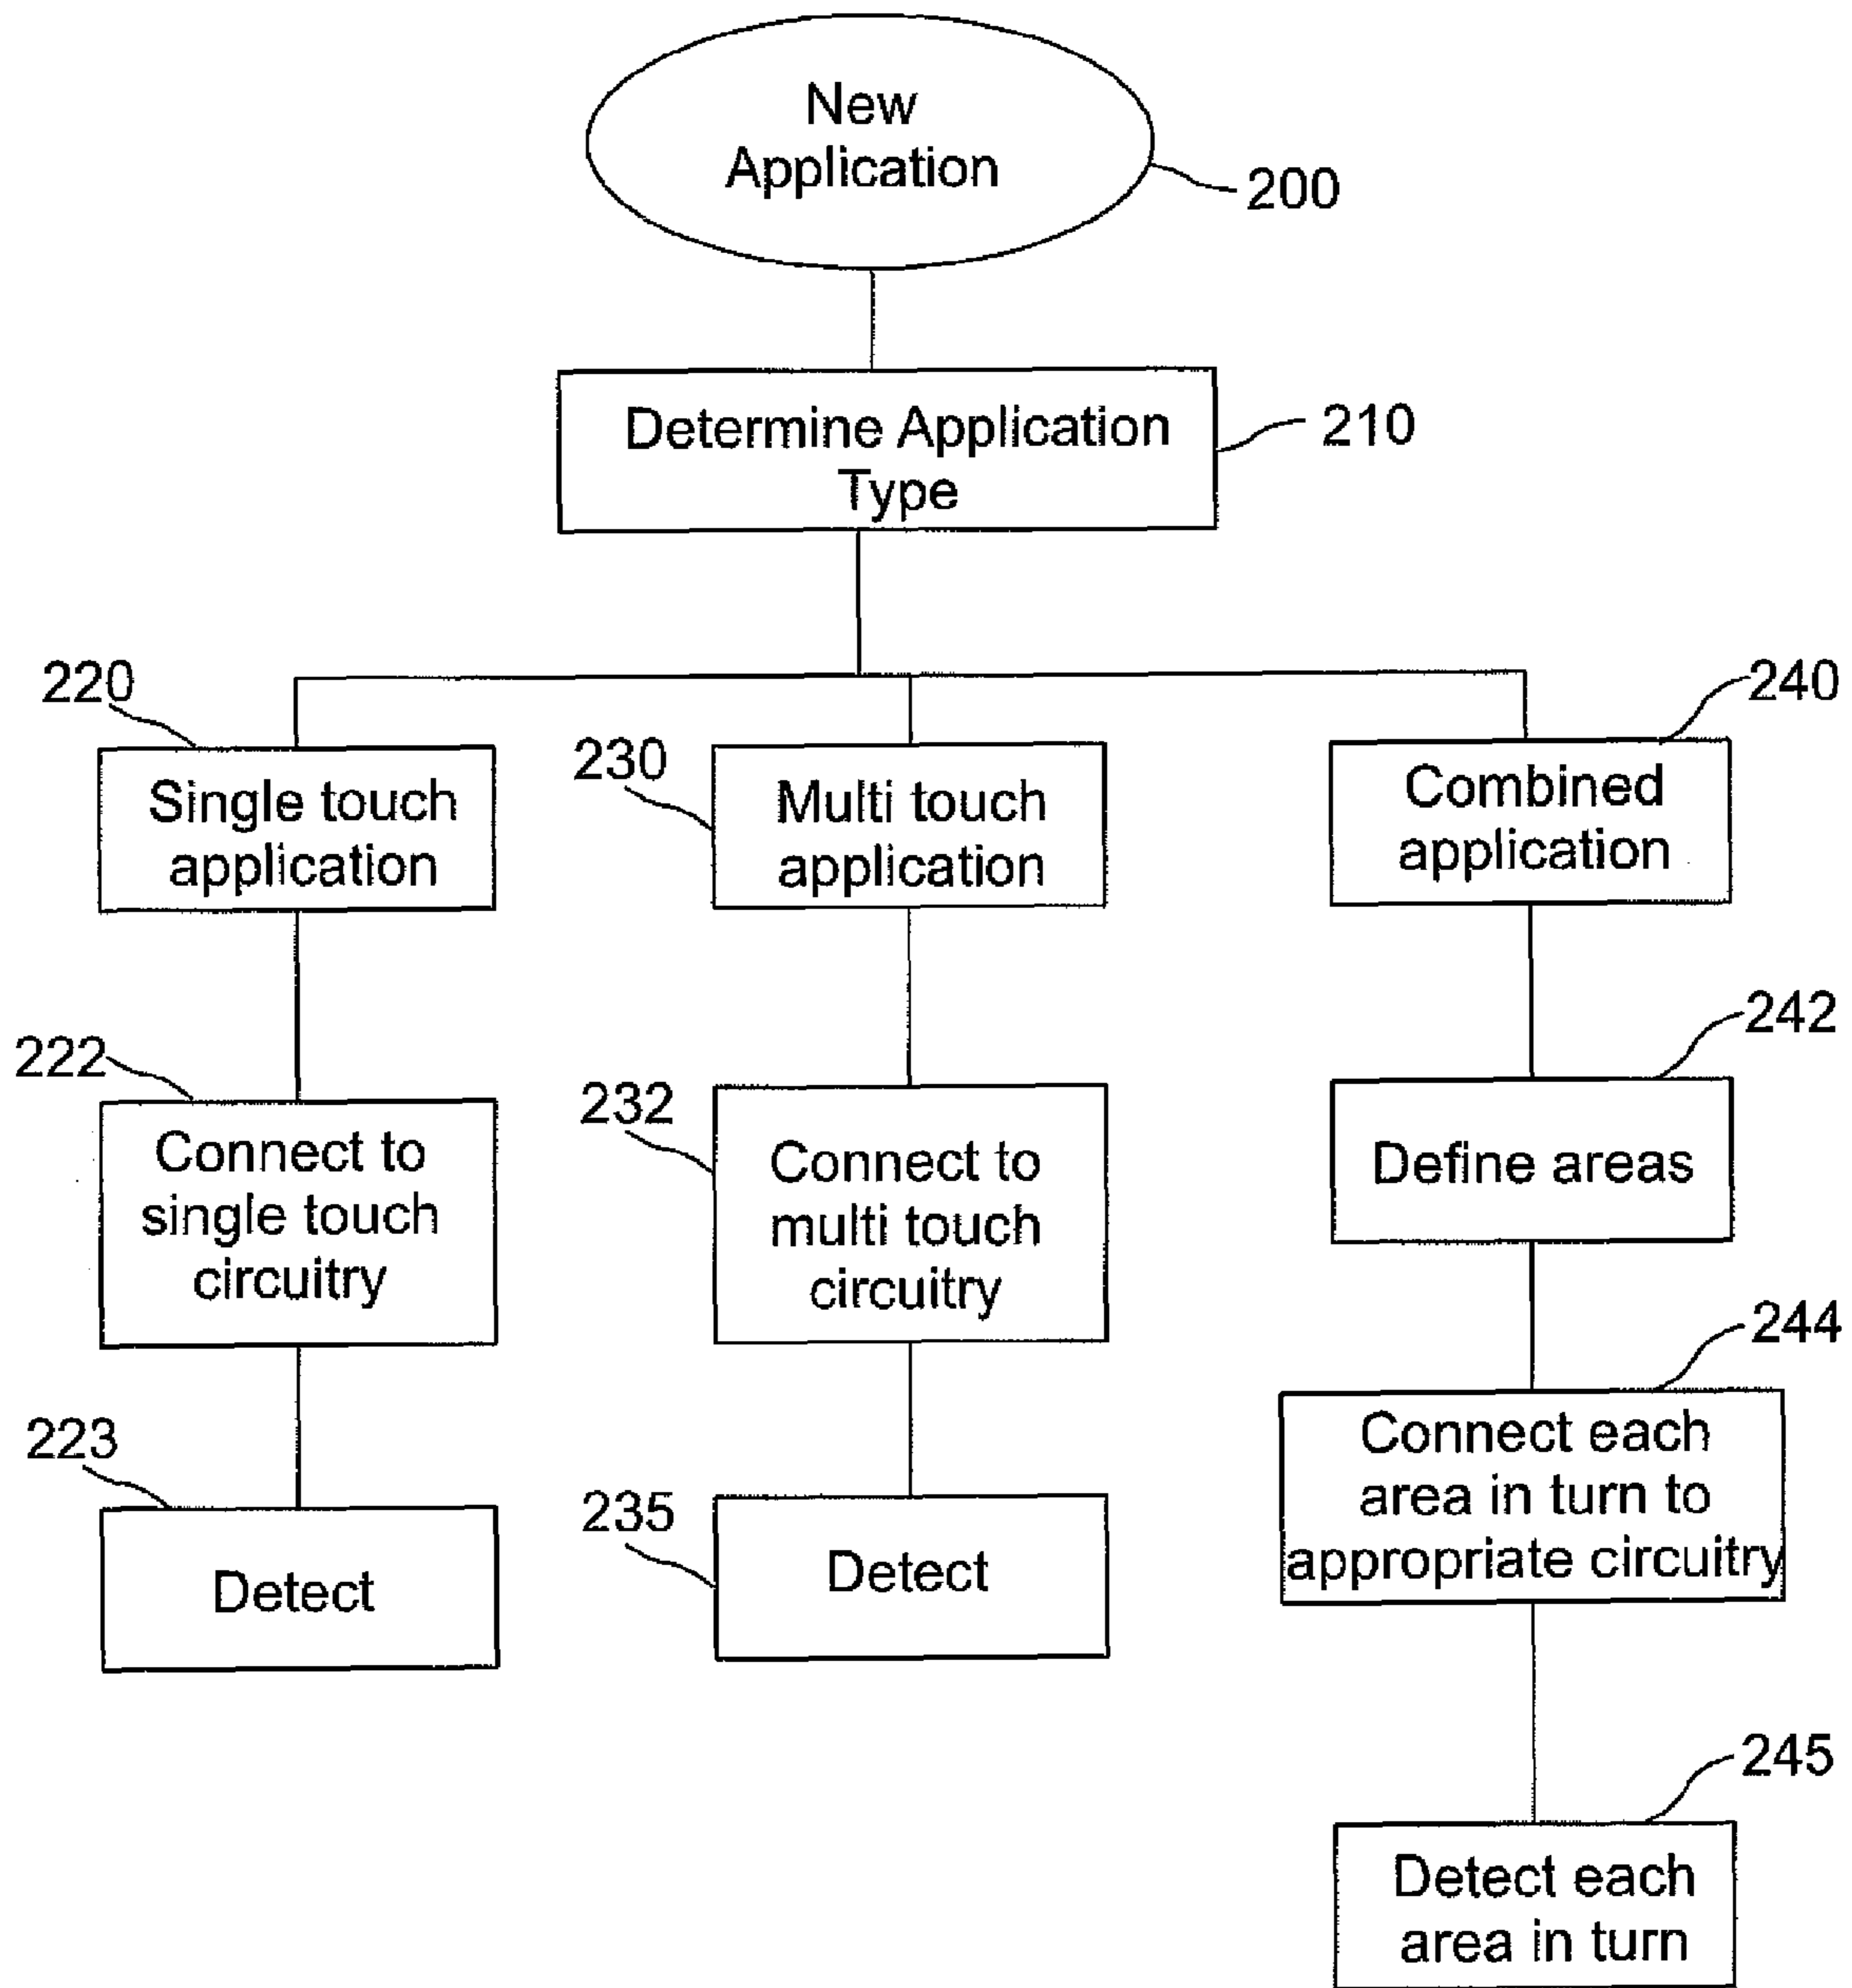 New
Application
200
Determine Application
Type
210
220
Single touch
application
230
Multi touch
application
240
Combined
application
222
Connect to
single touch
circuitry
232
Connect to
multi touch
circuitry
242
Define areas
244
Connect each
area in turn to
appropriate circuitry
223
Detect
235
Detect
245
Detect each
area in turn